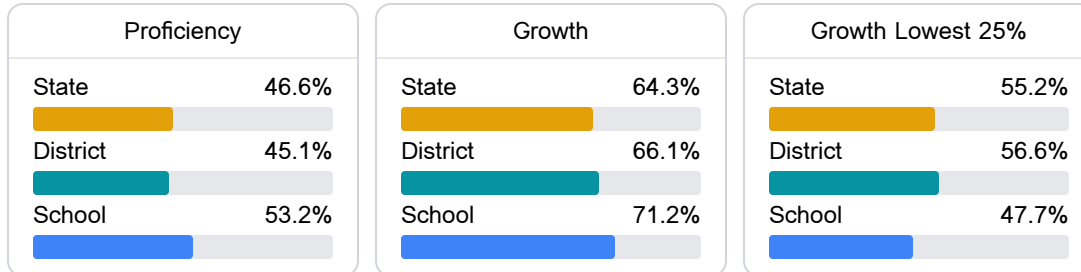 Proficiency
State 46.6%
District 45.1%
School 53.2%
Growth
State 64.3%
District 66.1%
School 71.2%
Growth Lowest 25%
State 55.2%
District 56.6%
School 47.7%